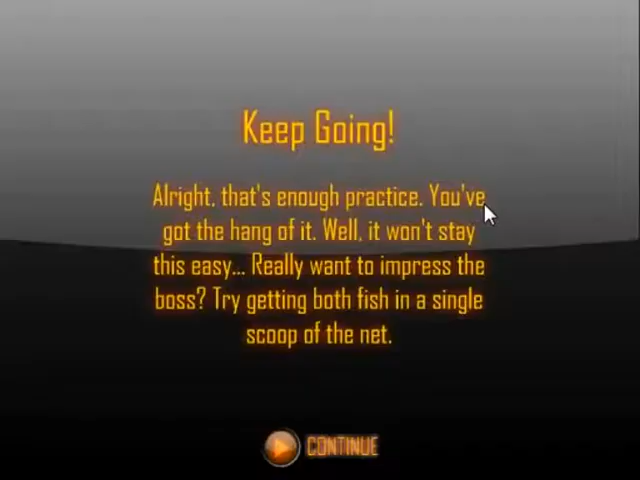 Keep Going!
Alright, that's enough practice. You've
got the hang of it. Well, it won't stay
this easy... Really want to impress the
boss? Try getting both fish in a single
scoop of the net.
CONTINUE